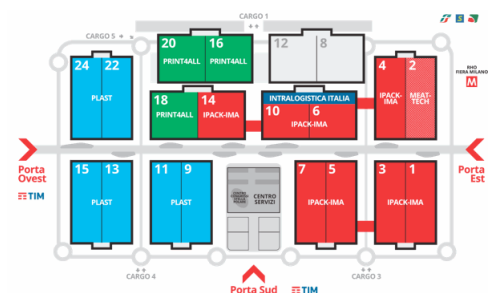 CARGO 1
CARGO 5
20 16
PRINT4ALL PRINT4ALL
12 8
24 22
PLAST
4 2
IPACK-
IMA
MEAT-
TECH
RHO
FIERA MILANO
M
18 14
PRINT4ALL IPACK-IMA
INTRALOGISTICA ITALIA
10 6
IPACK-IMA
Porta
Ovest
TIM
Porta
Est
15 13
PLAST
11 9
PLAST
CENTRO
SERVIZI
7 5
IPACK-IMA
3 1
IPACK-IMA
CARGO 4
CARGO 3
Porta Sud
TIM